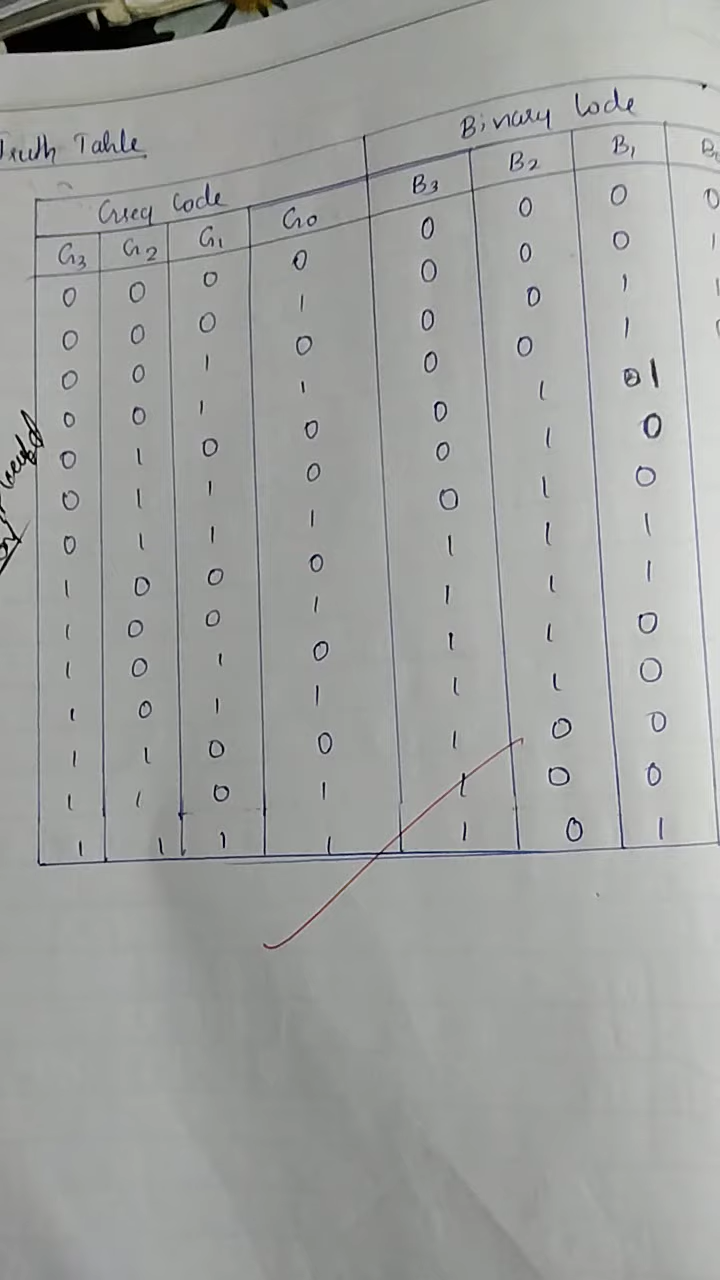 Truth Table
Gray Code Binary Code
G3 G2 G1 G0 B3 B2 B1 B0
0 0 0 0 0 0 0 0
0 0 0 1 0 0 0 1
0 0 1 0 0 0 1 1
0 0 1 1 0 0 1 0
0 1 0 0 0 1 1
0 1 1 0 0 1 0
0 1 1 1 0 1 0
1 0 0 0 1 1 1
1 0 0 1 1 1 1
1 0 1 0 1 1 0
1 0 1 1 1 1 0
1 1 0 0 1 0 0
1 1 0 1 1 0 0
1 1 1 1 1 0 1